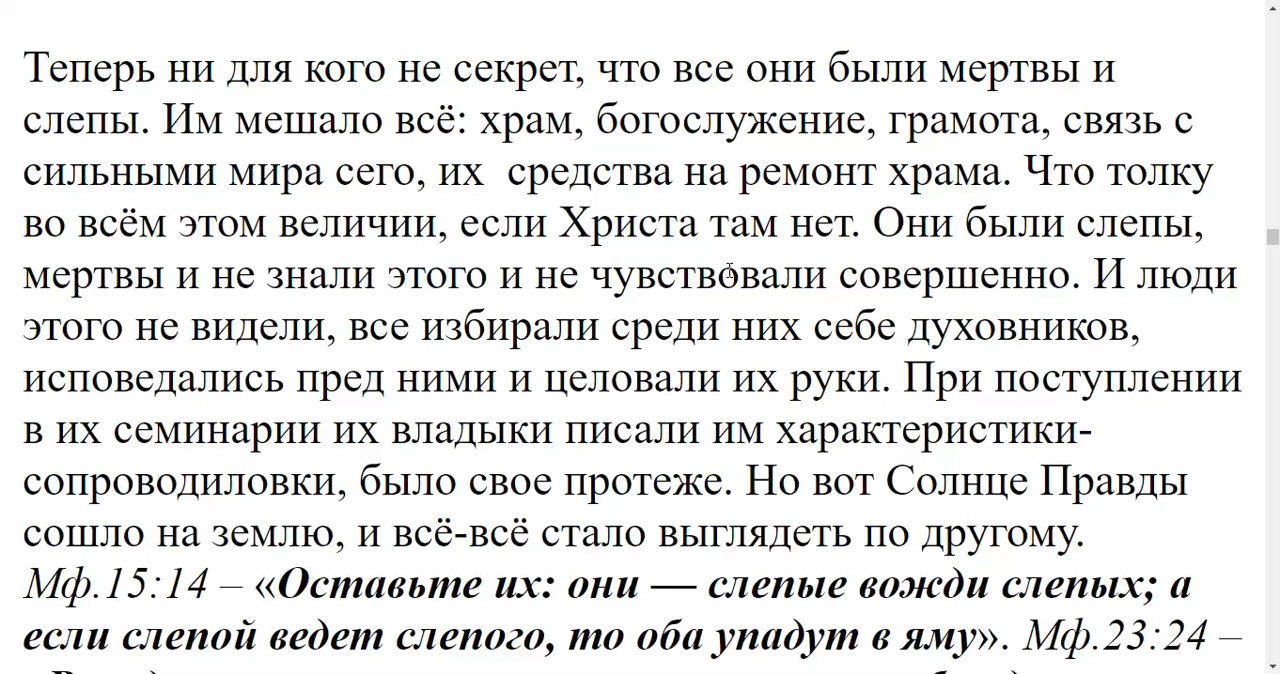 Теперь ни для кого не секрет, что все они были мертвы и
слепы. Им мешало всё: храм, богослужение, грамота, связь с
сильными мира сего, их  средства на ремонт храма. Что толку
во всём этом величии, если Христа там нет. Они были слепы,
мертвы и не знали этого и не чувствовали совершенно. И люди
этого не видели, все избирали среди них себе духовников,
исповедались пред ними и целовали их руки. При поступлении
в их семинарии их владыки писали им характеристики-
сопроводиловки, было свое протеже. Но вот Солнце Правды
сошло на землю, и всё-всё стало выглядеть по другому.
Мф.15:14 – «Оставьте их: они — слепые вожди слепых; а
если слепой ведет слепого, то оба упадут в яму». Мф.23:24 –